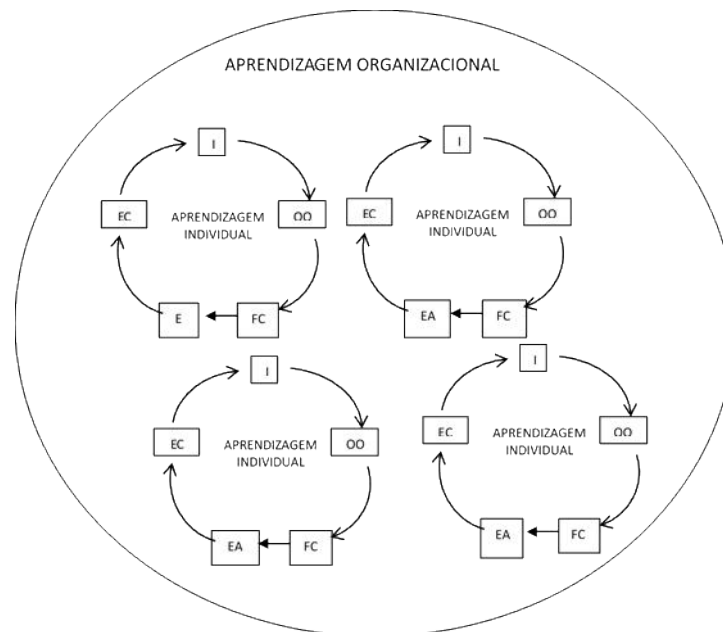 APRENDIZAGEM ORGANIZACIONAL
I
EC
APRENDIZAGEM
INDIVIDUAL
OO
E
FC
I
EC
APRENDIZAGEM
INDIVIDUAL
OO
EA
FC
I
EC
APRENDIZAGEM
INDIVIDUAL
OO
EA
FC
I
EC
APRENDIZAGEM
INDIVIDUAL
OO
EA
FC